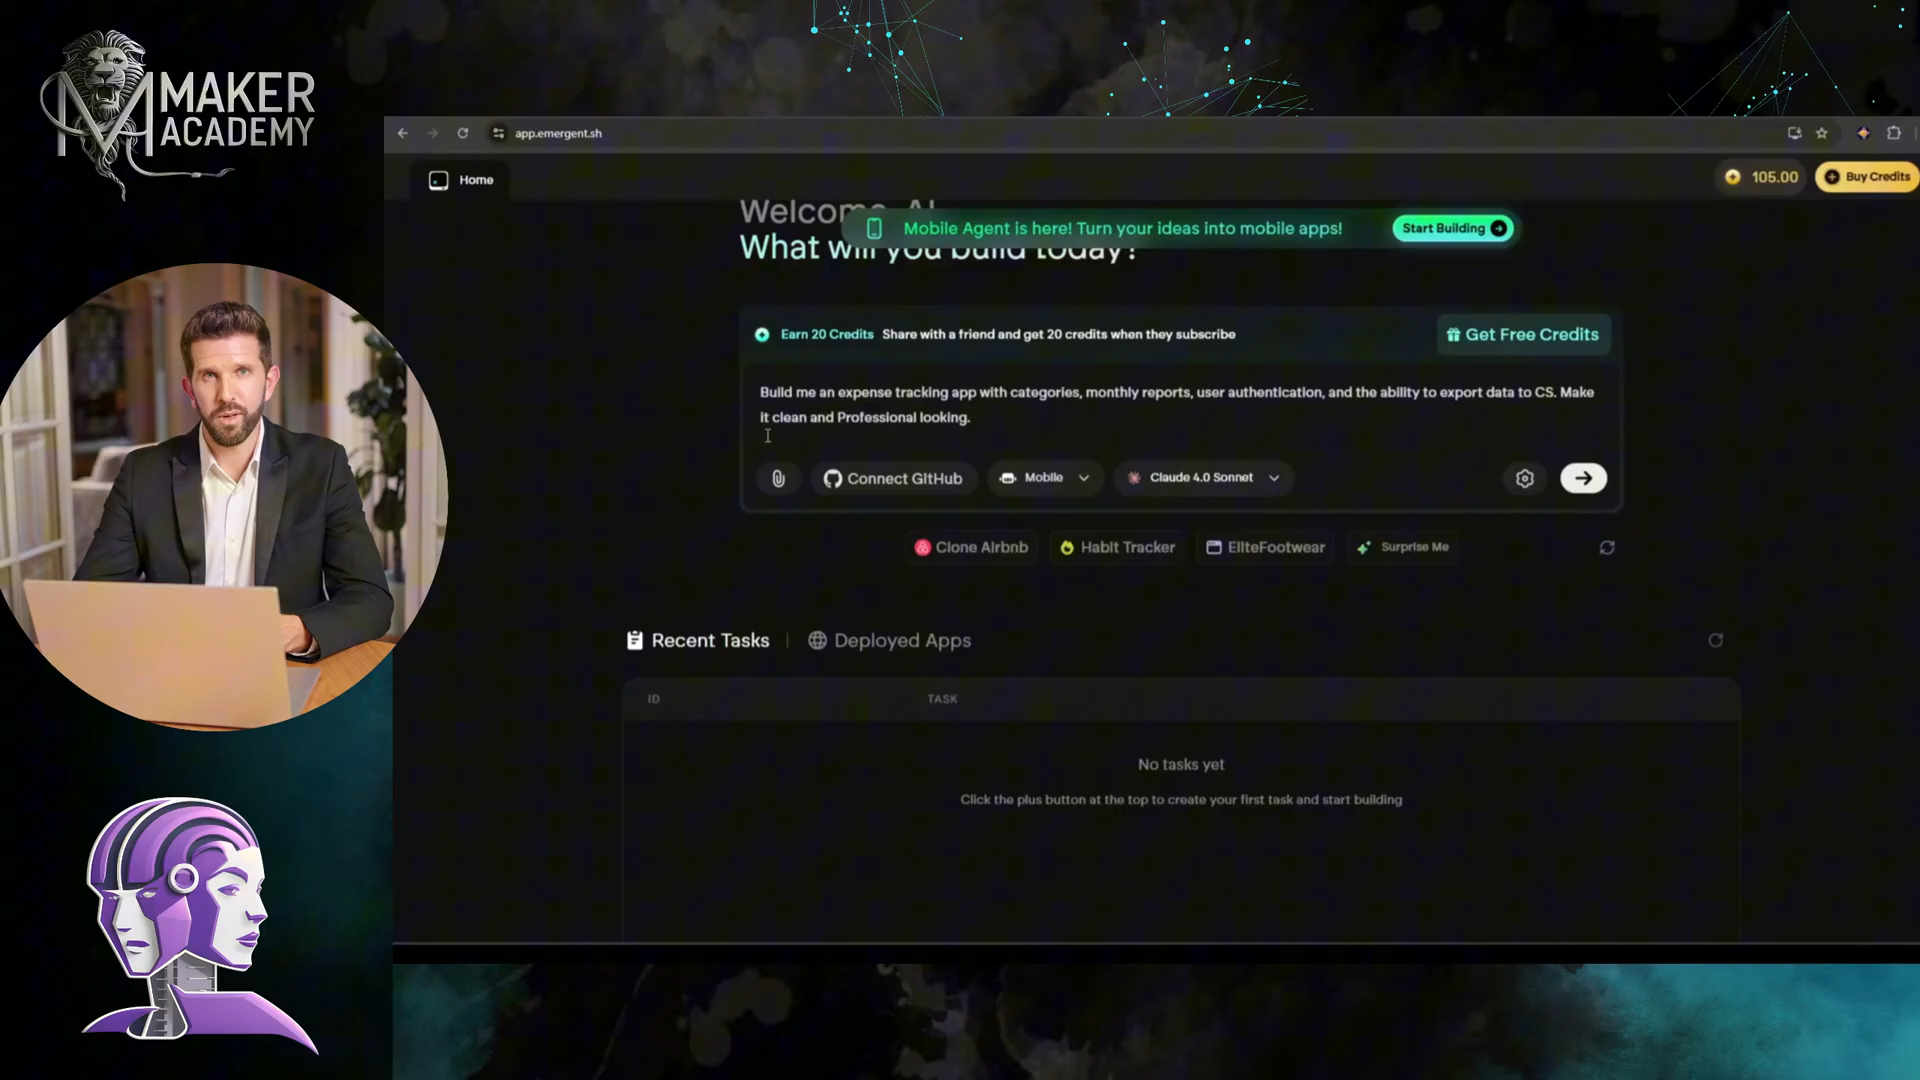 MAKER
ACADEMY
app.emergent.sh
Home
105.00
Buy Credits
Mobile Agent is here! Turn your ideas into mobile apps!
Start Building
What will you build today?
Earn 20 Credits Share with a friend and get 20 credits when they subscribe
Get Free Credits
Build me an expense tracking app with categories, monthly reports, user authentication, and the ability to export data to CS. Make
it clean and Professional looking.
Connect GitHub
Mobile
Claude 4.0 Sonnet
Clone Airbnb
Habit Tracker
EliteFootwear
Surprise Me
Recent Tasks
Deployed Apps
ID
TASK
No tasks yet
Click the plus button at the top to create your first task and start building